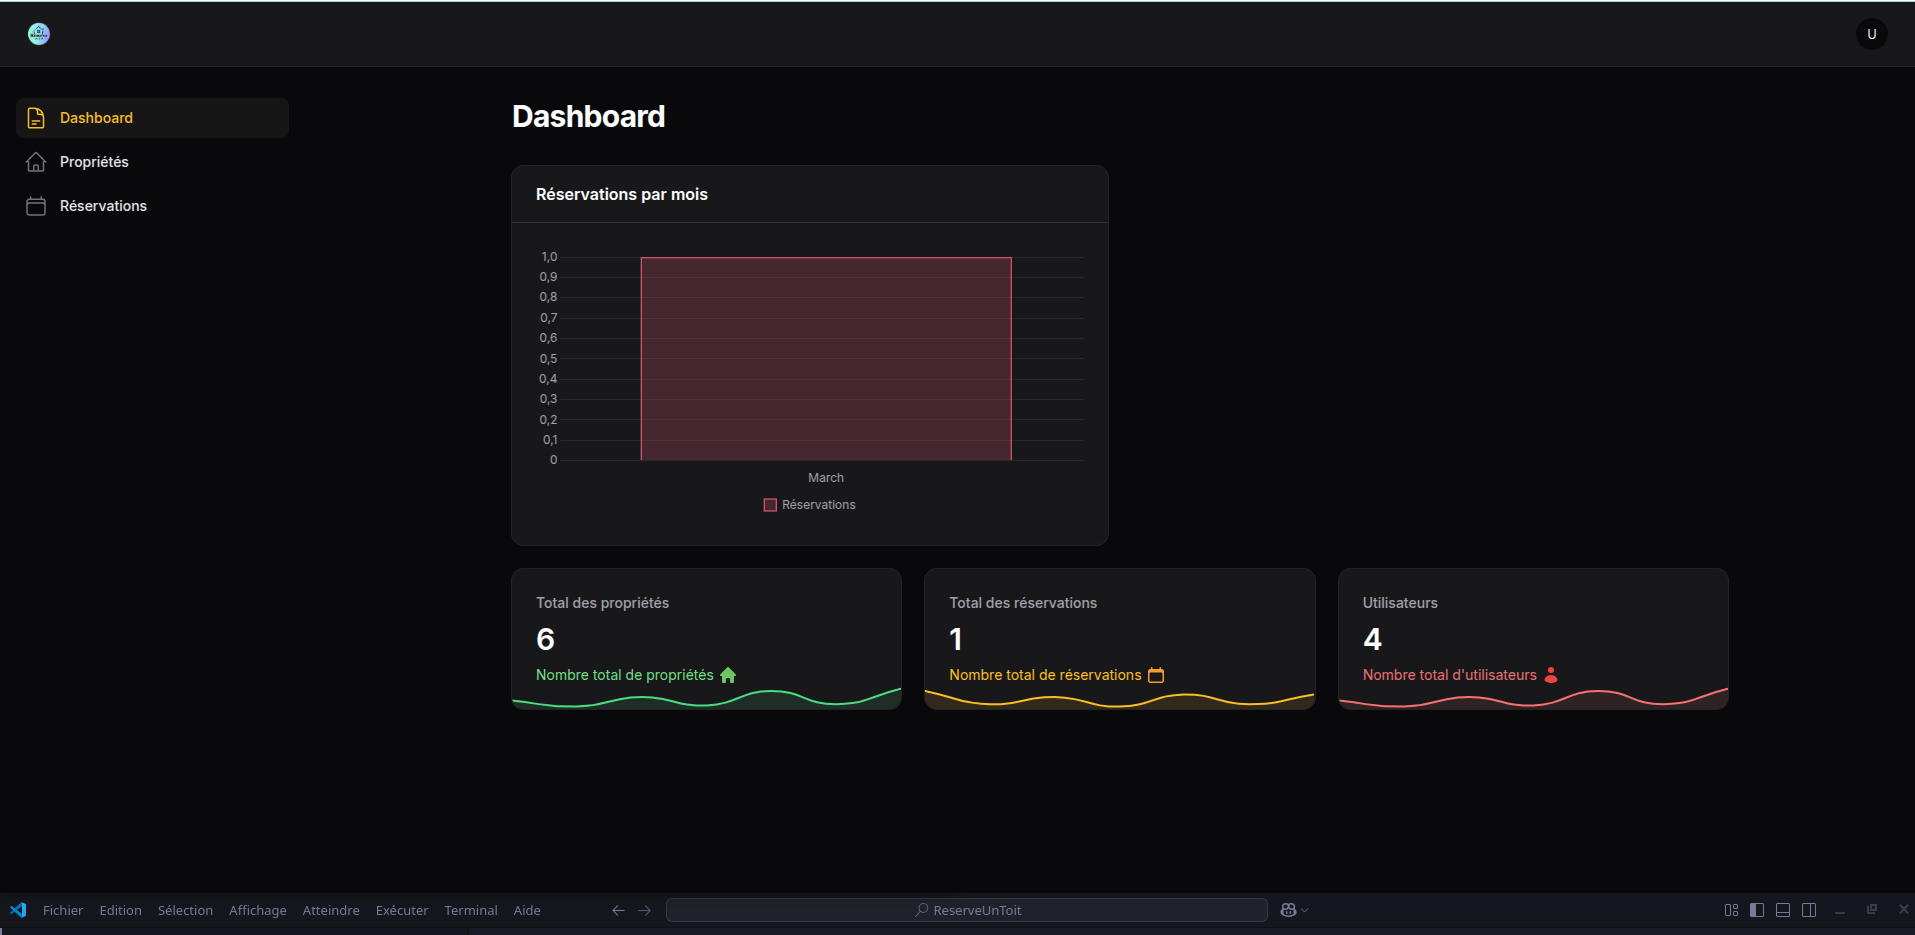 U
Dashboard
Propriétés
Réservations
Dashboard
Réservations par mois
1,0
0,9
0,8
0,7
0,6
0,5
0,4
0,3
0,2
0,1
0
March
Réservations
Total des propriétés
6
Nombre total de propriétés
Total des réservations
1
Nombre total de réservations
Utilisateurs
4
Nombre total d'utilisateurs
Fichier Edition Sélection Affichage Atteindre Exécuter Terminal Aide ReserveUnToit